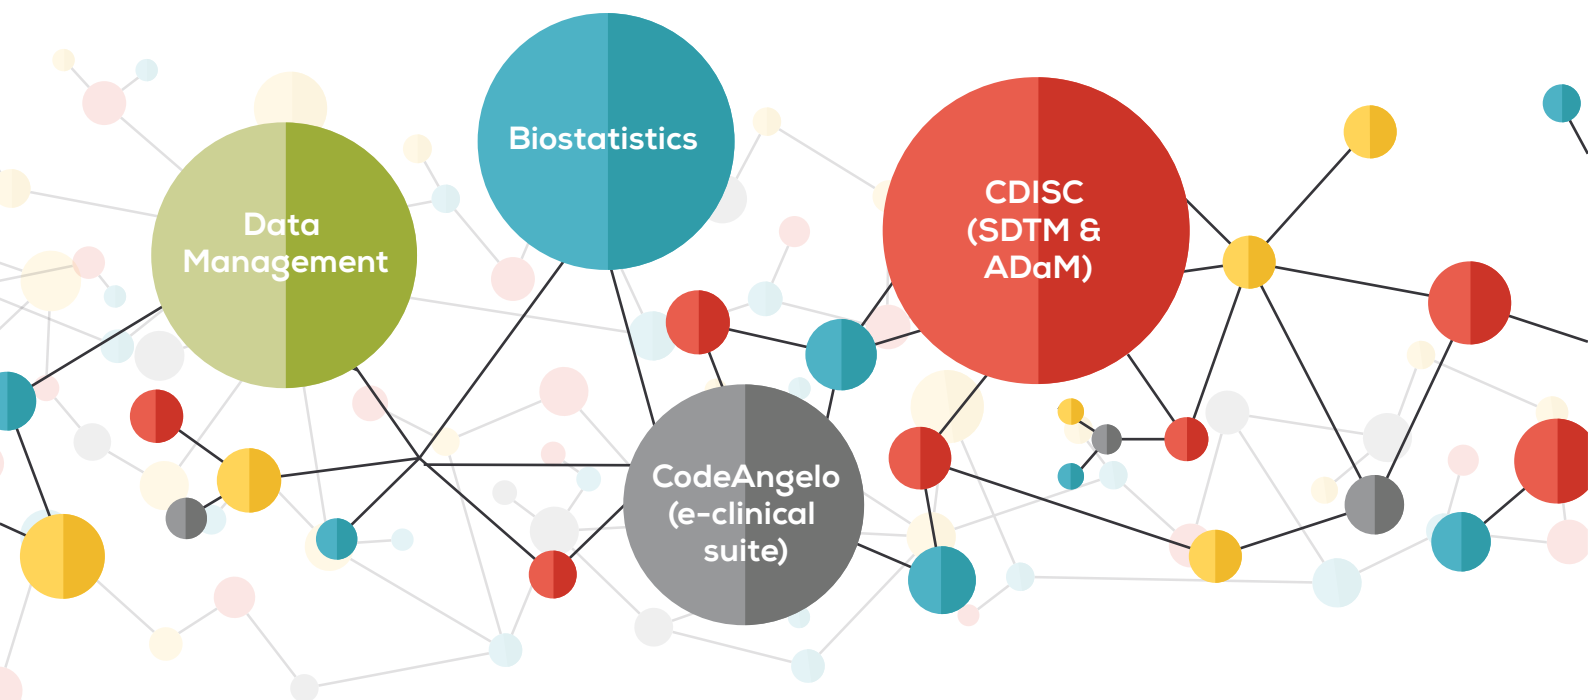 Data
Management
Biostatistics
CDISC
(SDTM &
ADaM)
CodeAngelo
(e-clinical
suite)